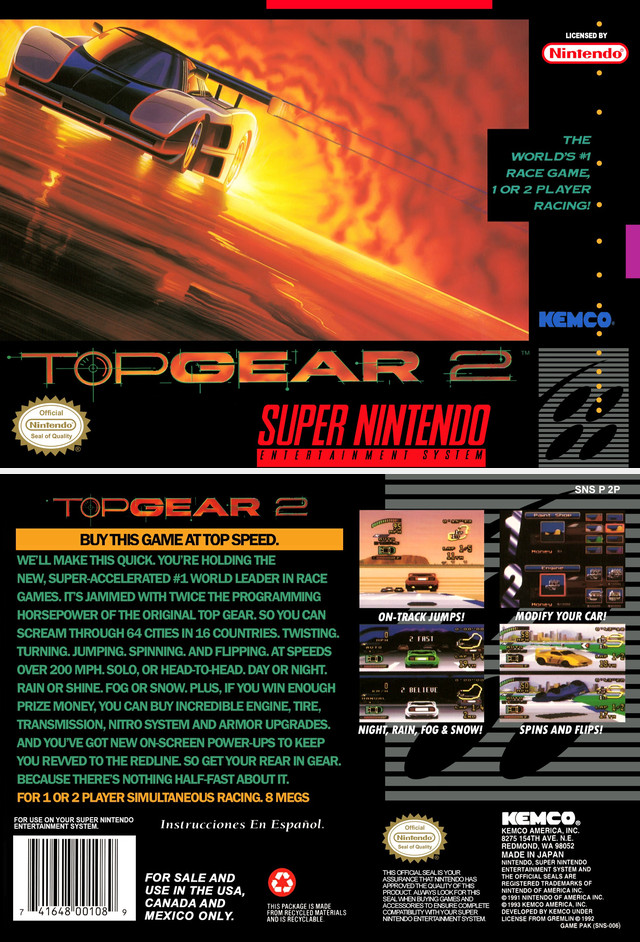 LICENSED BY
Nintendo®
THE
WORLD'S #1
RACE GAME,
1 OR 2 PLAYER
RACING!
KEMCO®
TOPGEAR 2™
Official
Nintendo
Seal of Quality
SUPER NINTENDO
ENTERTAINMENT SYSTEM
SNS P 2P
TOPGEAR 2
BUY THIS GAME AT TOP SPEED.
WE'LL MAKE THIS QUICK. YOU'RE HOLDING THE
NEW, SUPER-ACCELERATED #1 WORLD LEADER IN RACE
GAMES. IT'S JAMMED WITH TWICE THE PROGRAMMING
HORSEPOWER OF THE ORIGINAL TOP GEAR. SO YOU CAN
SCREAM THROUGH 64 CITIES IN 16 COUNTRIES. TWISTING.
TURNING. JUMPING. SPINNING. AND FLIPPING. AT SPEEDS
OVER 200 MPH. SOLO, OR HEAD-TO-HEAD. DAY OR NIGHT.
RAIN OR SHINE. FOG OR SNOW. PLUS, IF YOU WIN ENOUGH
PRIZE MONEY, YOU CAN BUY INCREDIBLE ENGINE, TIRE,
TRANSMISSION, NITRO SYSTEM AND ARMOR UPGRADES.
AND YOU'VE GOT NEW ON-SCREEN POWER-UPS TO KEEP
YOU REVVED TO THE REDLINE. SO GET YOUR REAR IN GEAR.
BECAUSE THERE'S NOTHING HALF-FAST ABOUT IT.
FOR 1 OR 2 PLAYER SIMULTANEOUS RACING. 8 MEGS
Paint Shop
Money
Engine
Money
ON-TRACK JUMPS!
MODIFY YOUR CAR!
2 FAST
2 BELIEVE
NIGHT, RAIN, FOG & SNOW!
SPINS AND FLIPS!
FOR USE ON YOUR SUPER NINTENDO
ENTERTAINMENT SYSTEM.
Instrucciones En Español.
7 41648 00108 9
FOR SALE AND
USE IN THE USA,
CANADA AND
MEXICO ONLY.
THIS PACKAGE IS MADE
FROM RECYCLED MATERIALS
AND IS RECYCLABLE.
Official
Nintendo
Seal of Quality
THIS OFFICIAL SEAL IS YOUR
ASSURANCE THAT NINTENDO HAS
APPROVED THE QUALITY OF THIS
PRODUCT. ALWAYS LOOK FOR THIS
SEAL WHEN BUYING GAMES AND
ACCESSORIES TO ENSURE COMPLETE
COMPATIBILITY WITH YOUR SUPER
NINTENDO ENTERTAINMENT SYSTEM.
KEMCO®
KEMCO AMERICA, INC.
8275 154TH AVE. N.E.
REDMOND, WA 98052
MADE IN JAPAN
NINTENDO, SUPER NINTENDO
ENTERTAINMENT SYSTEM AND
THE OFFICIAL SEALS ARE
REGISTERED TRADEMARKS OF
NINTENDO OF AMERICA INC.
© 1991 NINTENDO OF AMERICA INC.
© 1993 KEMCO AMERICA, INC.
DEVELOPED BY KEMCO UNDER
LICENSE FROM GREMLIN © 1992
GAME PAK (SNS-006)